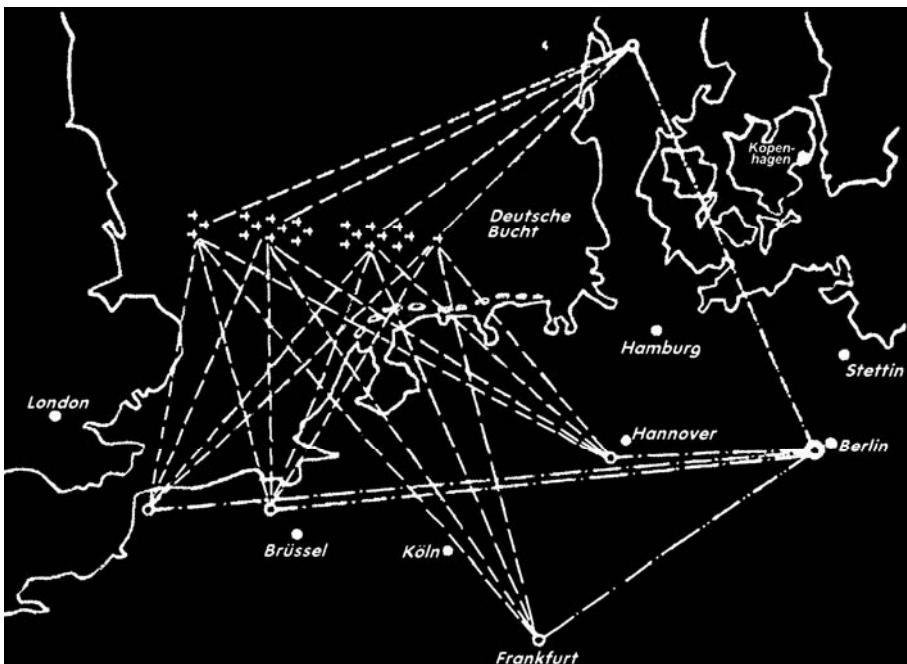 Kopen-
hagen
Deutsche
Bucht
Hamburg
Stettin
London
Hannover
Berlin
Brüssel
Köln
Frankfurt